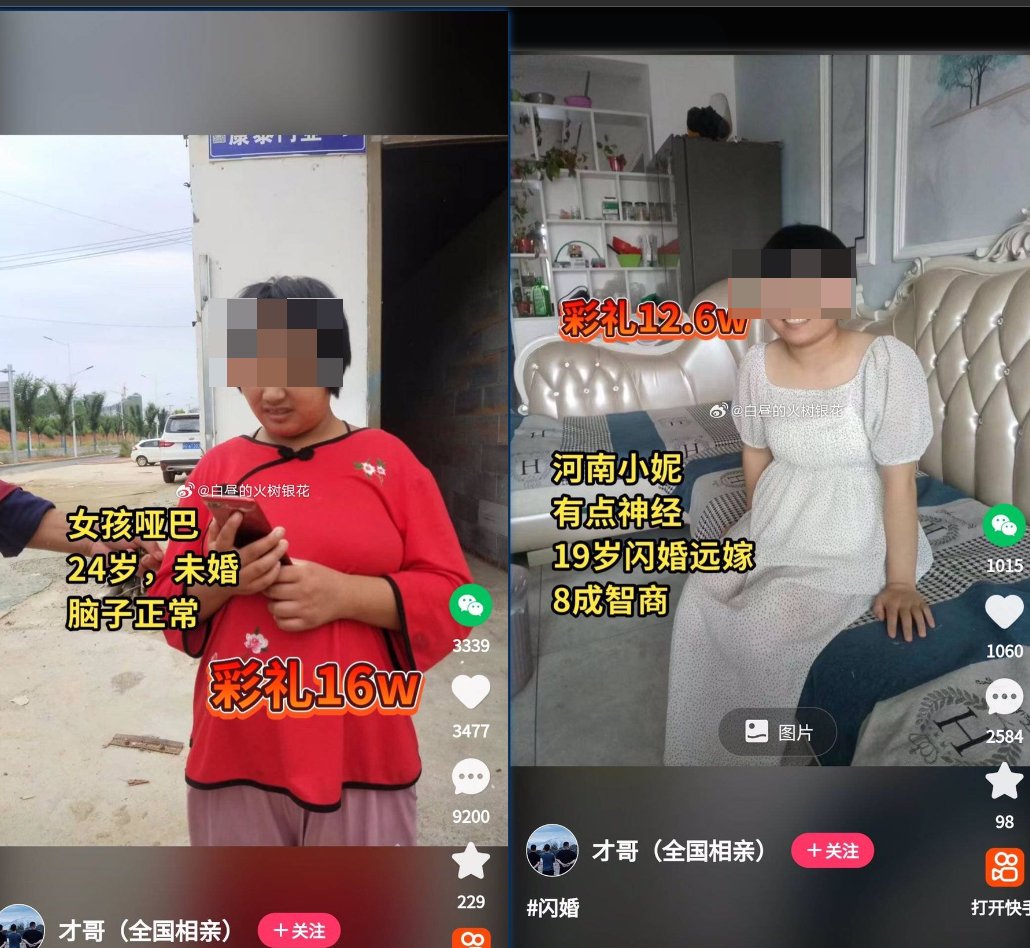 康泰门业
@白昼的火树银花
女孩哑巴
24岁，未婚
脑子正常
彩礼16w
3339
3477
9200
229
才哥（全国相亲）
+关注
彩礼12.6w
@白昼的火树银花
河南小妮
有点神经
19岁闪婚远嫁
8成智商
图片
1015
1060
2584
98
才哥（全国相亲）
+关注
#闪婚
打开快手